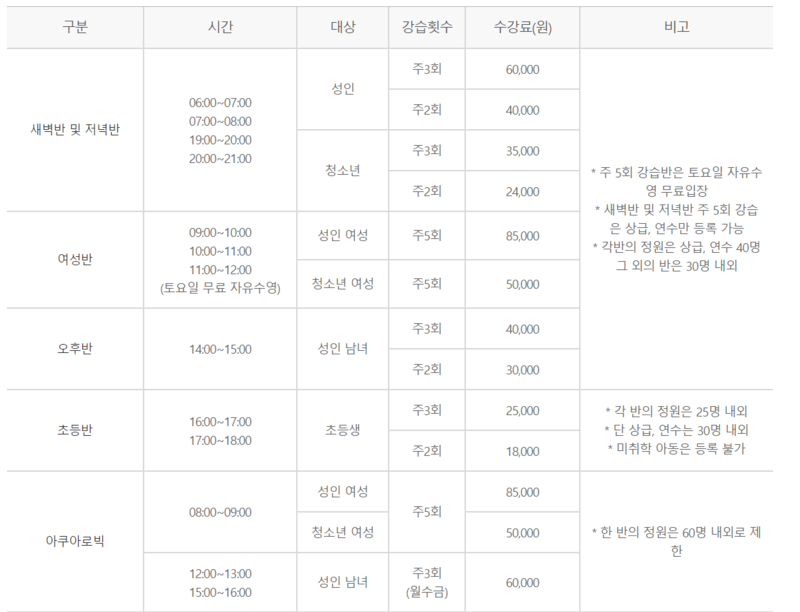 구분 시간 대상 강습횟수 수강료(원) 비고
새벽반 및 저녁반
06:00~07:00
07:00~08:00
19:00~20:00
20:00~21:00
성인
주3회 60,000
주2회 40,000
청소년
주3회 35,000
주2회 24,000
* 주 5회 강습반은 토요일 자유수
영 무료입장
* 새벽반 및 저녁반 주 5회 강습
은 상급, 연수만 등록 가능
* 각반의 정원은 상급, 연수 40명
그 외의 반은 30명 내외
여성반
09:00~10:00
10:00~11:00
11:00~12:00
(토요일 무료 자유수영)
성인 여성 주5회 85,000
청소년 여성 주5회 50,000
오후반
14:00~15:00
성인 남녀
주3회 40,000
주2회 30,000
초등반
16:00~17:00
17:00~18:00
초등생
주3회 25,000
주2회 18,000
* 각 반의 정원은 25명 내외
* 단 상급, 연수는 30명 내외
* 미취학 아동은 등록 불가
아쿠아로빅
08:00~09:00
성인 여성
주5회
85,000
청소년 여성
50,000
12:00~13:00
15:00~16:00
성인 남녀
주3회
(월수금)
60,000
* 한 반의 정원은 60명 내외로 제
한